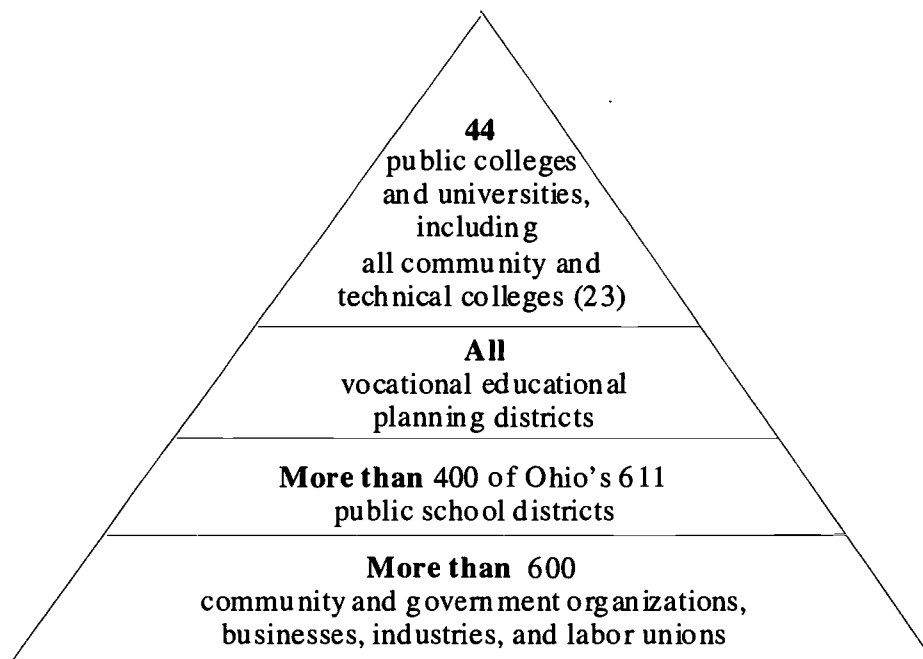 44
public colleges
and universities,
including
all community and
technical colleges (23)
All
vocational educational
planning districts
More than 400 of Ohio's 611
public school districts
More than 600
community and government organizations,
businesses, industries, and labor unions